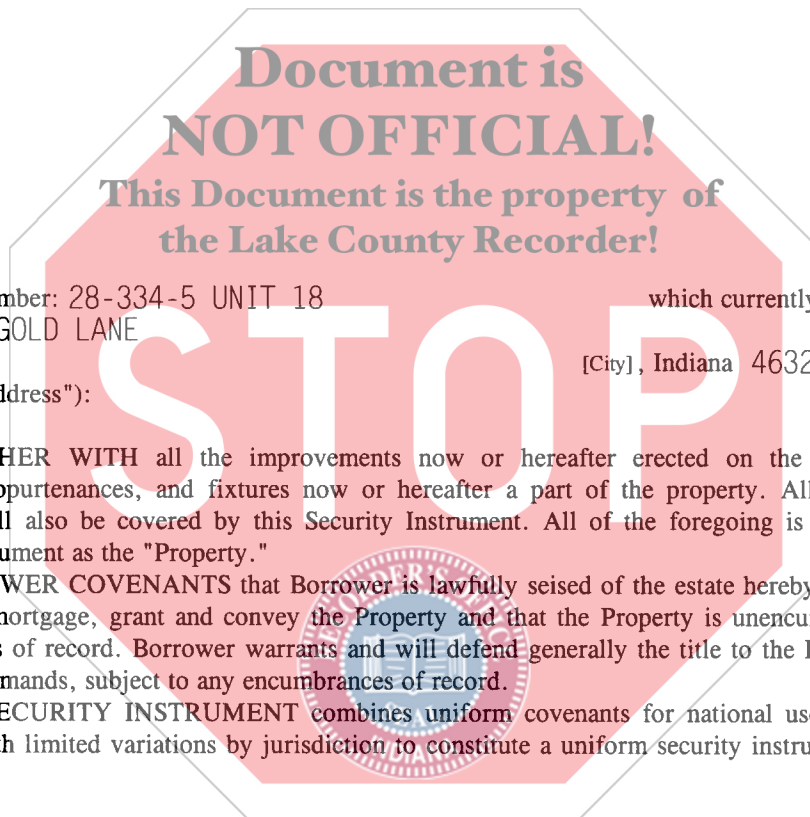 Document is
NOT OFFICIAL!
This Document is the property of
the Lake County Recorder!
mber: 28-334-5 UNIT 18 which currently
GOLD LANE
[City], Indiana 4632
ddress"):
STOP
HER WITH all the improvements now or hereafter erected on the
ppurtenances, and fixtures now or hereafter a part of the property. All
ll also be covered by this Security Instrument. All of the foregoing is
ument as the "Property."
WER COVENANTS that Borrower is lawfully seised of the estate hereby
mortgage, grant and convey the Property and that the Property is unencu
s of record. Borrower warrants and will defend generally the title to the
mands, subject to any encumbrances of record.
ECURITY INSTRUMENT combines uniform covenants for national us
th limited variations by jurisdiction to constitute a uniform security instru
RECORDER'S OFFICE
SEAL
INDIANA